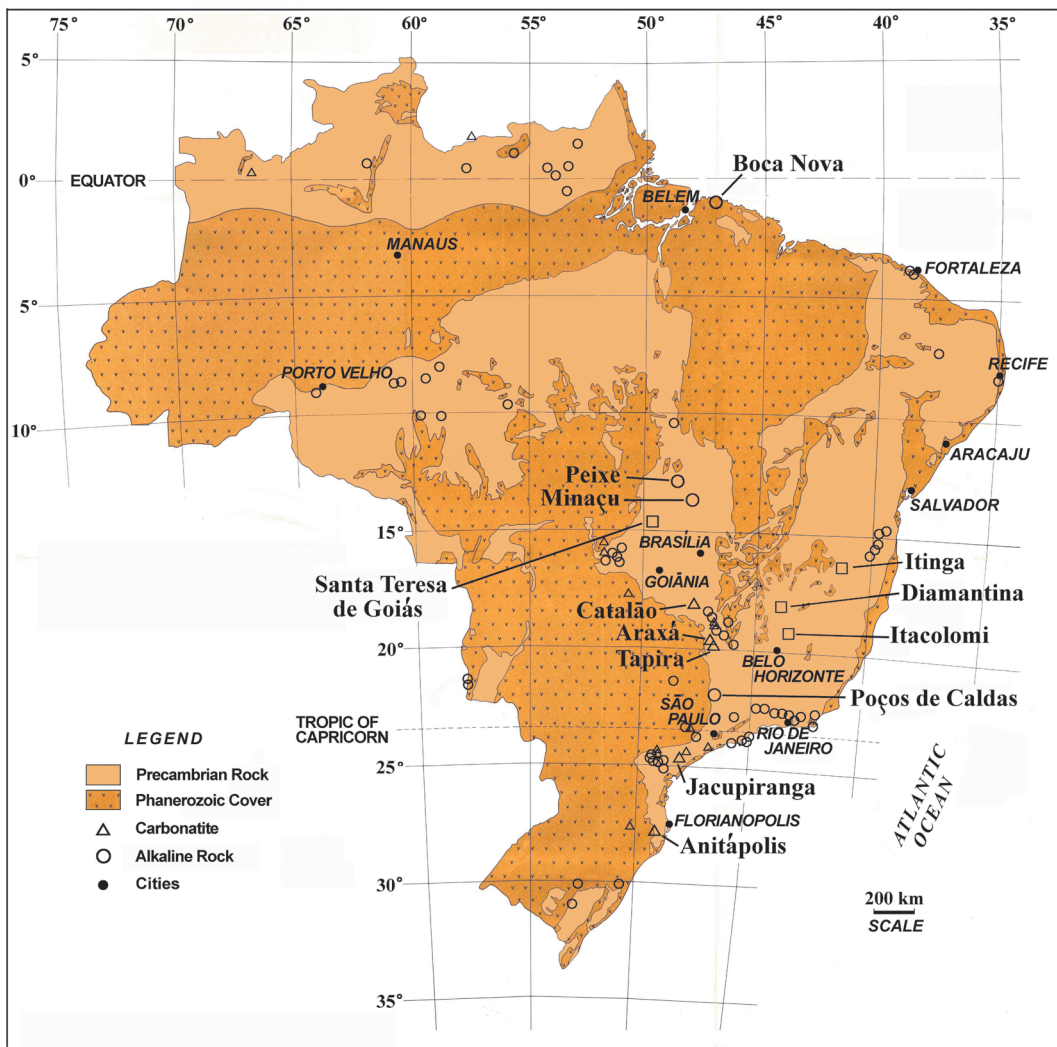 75° 70° 65° 60° 55° 50° 45° 40° 35°
5°
Boca Nova
EQUATOR 0°
BELEM
MANAUS
FORTALEZA
5°
PORTO VELHO
RECIFE
10°
ARACAJU
Peixe
Minaçu
SALVADOR
15°
BRASÍLiA
Itinga
GOIĀNIA
Santa Teresa
de Goiás
Diamantina
Catalāo
Araxá
Itacolomi
Tapira
20°
BELO
HORIZONTE
Poços de Caldas
SĀO
PAULO
TROPIC OF
CAPRICORN
RIO DE
JANEIRO
25°
Jacupiranga
FLORIANOPOLIS
Anitápolis
ATLANTIC
OCEAN
LEGEND
Precambrian Rock
Phanerozoic Cover
Carbonatite
Alkaline Rock
Cities
30°
200 km
SCALE
35°